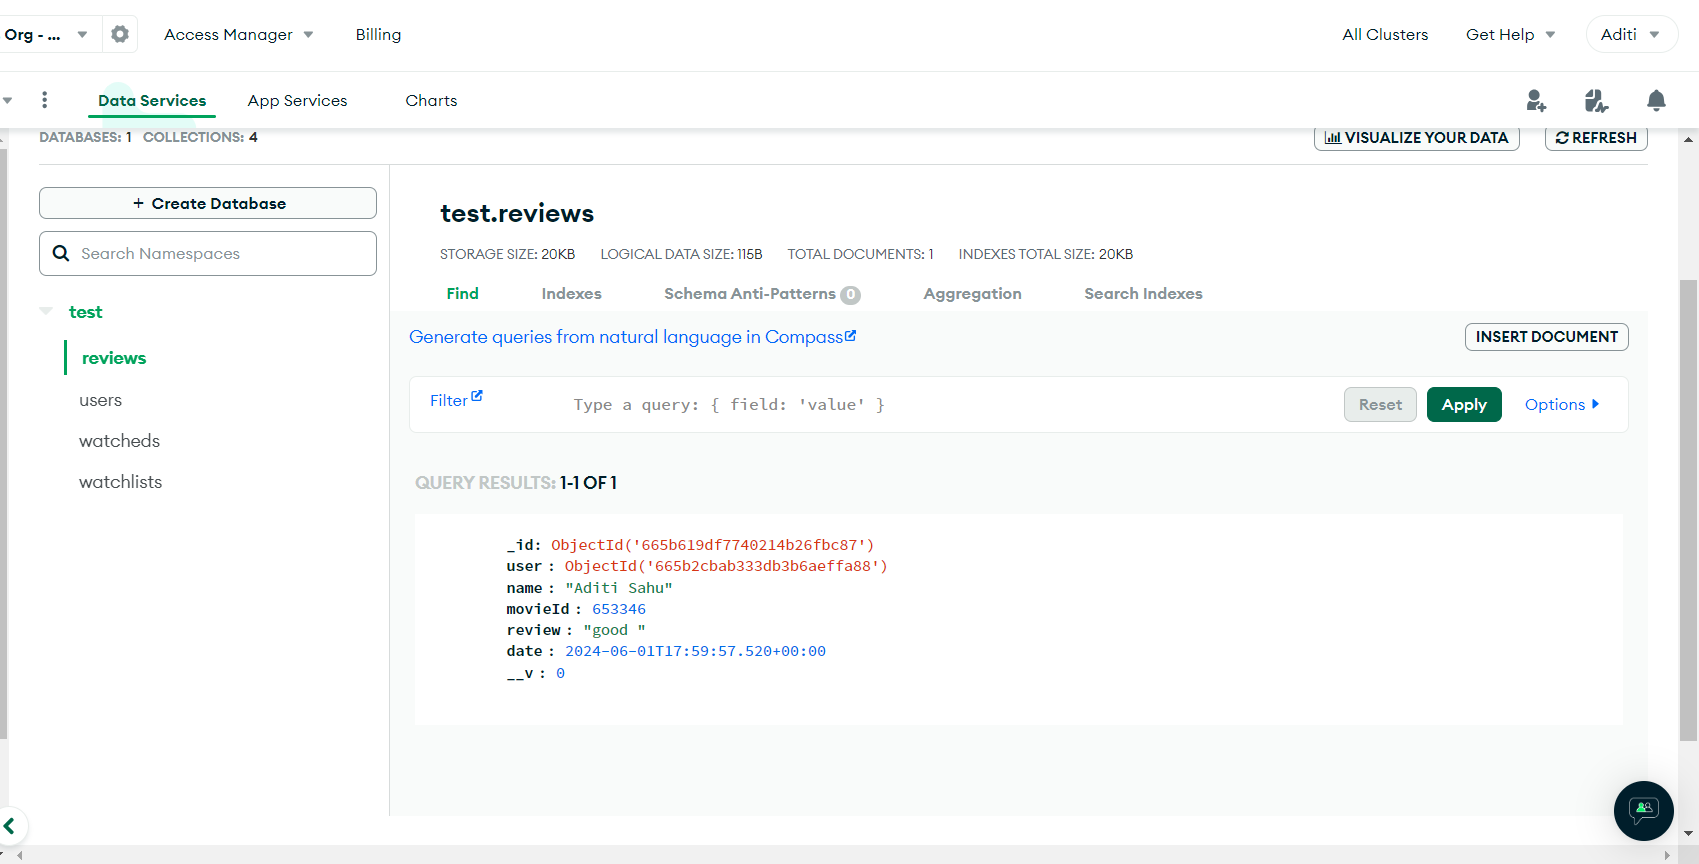 Org - ... Access Manager Billing All Clusters Get Help Aditi
Data Services App Services Charts
DATABASES: 1 COLLECTIONS: 4 VISUALIZE YOUR DATA REFRESH
+ Create Database
Search Namespaces
test
reviews
users
watcheds
watchlists
test.reviews
STORAGE SIZE: 20KB LOGICAL DATA SIZE: 115B TOTAL DOCUMENTS: 1 INDEXES TOTAL SIZE: 20KB
Find Indexes Schema Anti-Patterns 0 Aggregation Search Indexes
Generate queries from natural language in Compass INSERT DOCUMENT
Filter Type a query: { field: 'value' } Reset Apply Options
QUERY RESULTS: 1-1 OF 1
_id: ObjectId('665b619df7740214b26fbc87')
user : ObjectId('665b2cbab333db3b6aeffa88')
name : "Aditi Sahu"
movieId : 653346
review : "good "
date : 2024-06-01T17:59:57.520+00:00
__v : 0